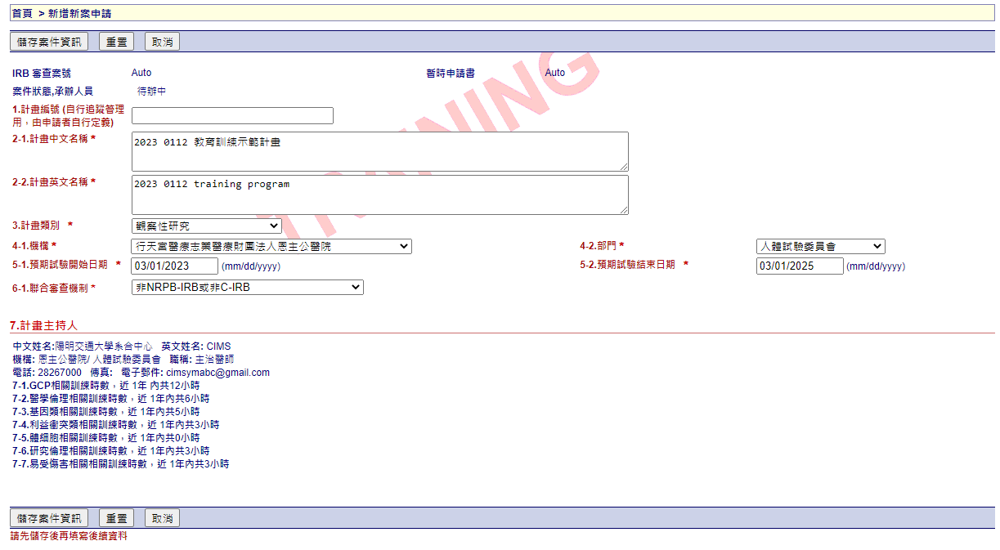 首頁 > 新增新案申請
儲存案件資訊 重置 取消
IRB 審查案號 Auto 暫時申請書 Auto
案件狀態,承辦人員 待辦中
1.計畫編號 (自行追蹤管理
用，由申請者自行定義)
2-1.計畫中文名稱 * 2023 0112 教育訓練示範計畫
2-2.計畫英文名稱 * 2023 0112 training program
3.計畫類別 * 觀察性研究
4-1.機構 * 行天宮醫療志業醫療財團法人恩主公醫院 4-2.部門 * 人體試驗委員會
5-1.預期試驗開始日期 * 03/01/2023 (mm/dd/yyyy) 5-2.預期試驗結束日期 * 03/01/2025 (mm/dd/yyyy)
6-1.聯合審查機制 * 非NRPB-IRB或非C-IRB
TRAINING
7.計畫主持人
中文姓名:陽明交通大學系合中心 英文姓名: CIMS
機構: 恩主公醫院/ 人體試驗委員會 職稱: 主治醫師
電話: 28267000 傳真: 電子郵件: cimsymabc@gmail.com
7-1.GCP相關訓練時數，近 1年 內共12小時
7-2.醫學倫理相關訓練時數，近 1年內共6小時
7-3.基因類相關訓練時數，近 1年內共5小時
7-4.利益衝突類相關訓練時數，近 1年內共3小時
7-5.體細胞相關訓練時數，近 1年內共0小時
7-6.研究倫理相關訓練時數，近 1年內共3小時
7-7.易受傷害相關相關訓練時數，近 1年內共3小時
儲存案件資訊 重置 取消
請先儲存後再填寫後續資料